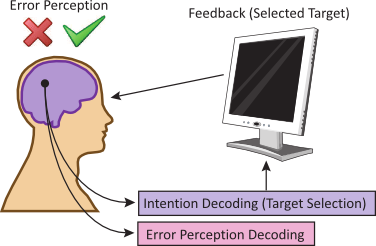 Error Perception
Feedback (Selected Target)
Intention Decoding (Target Selection)
Error Perception Decoding